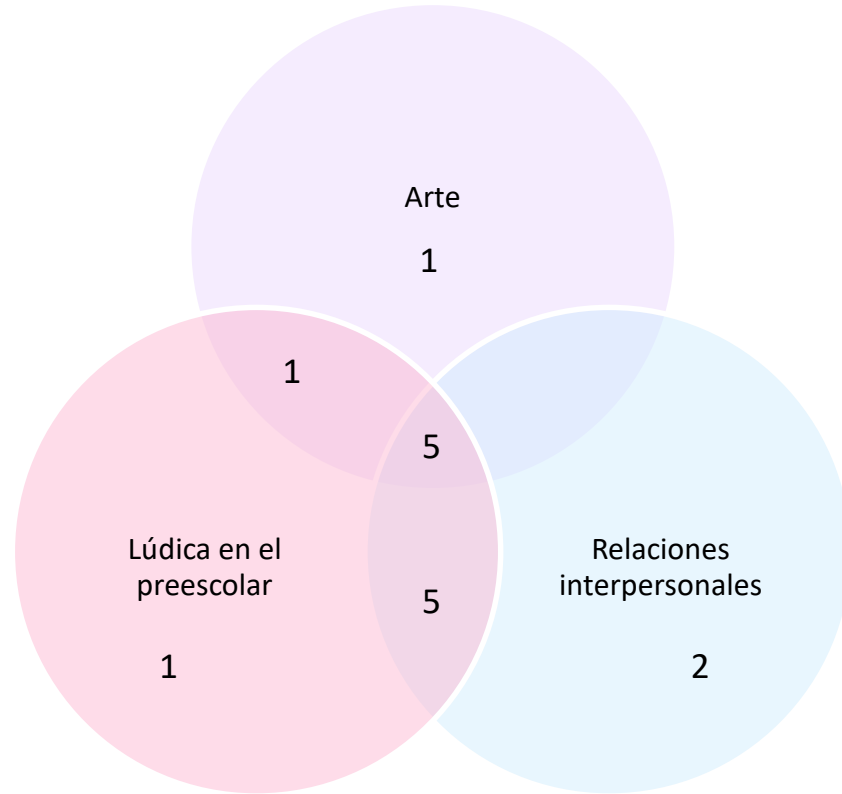 Arte
1
1
5
Lúdica en el
preescolar
Relaciones
interpersonales
5
1
2